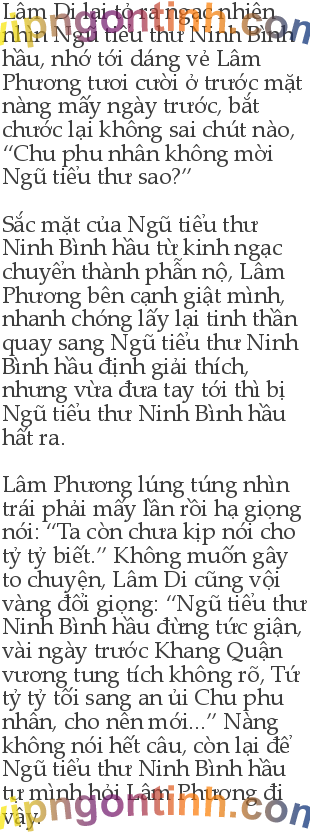 Lâm Di lại tỏ ra ngạc nhiên
nhìn Ngũ tiểu thư Ninh Bình
hầu, nhớ tới dáng vẻ Lâm
Phương tươi cười ở trước mặt
nàng mấy ngày trước, bắt
chước lại không sai chút nào,
“Chu phu nhân không mời
Ngũ tiểu thư sao?”
Sắc mặt của Ngũ tiểu thư
Ninh Bình hầu từ kinh ngạc
chuyển thành phẫn nộ, Lâm
Phương bên cạnh giật mình,
nhanh chóng lấy lại tinh thần
quay sang Ngũ tiểu thư Ninh
Bình hầu định giải thích,
nhưng vừa đưa tay tới thì bị
Ngũ tiểu thư Ninh Bình hầu
hất ra.
Lâm Phương lúng túng nhìn
trái phải mấy lần rồi hạ giọng
nói: “Ta còn chưa kịp nói cho
tỷ tỷ biết.” Không muốn gây
to chuyện, Lâm Di cũng vội
vàng đổi giọng: “Ngũ tiểu thư
Ninh Bình hầu đừng tức giận,
vài ngày trước Khang Quận
vương tung tích không rõ, Tứ
tỷ tỷ tối sang an ủi Chu phu
nhân, cho nên mới...” Nàng
không nói hết câu, còn lại để
Ngũ tiểu thư Ninh Bình hầu
tự mình hỏi Lâm Phương đi
vậy.
vipngontinh.com